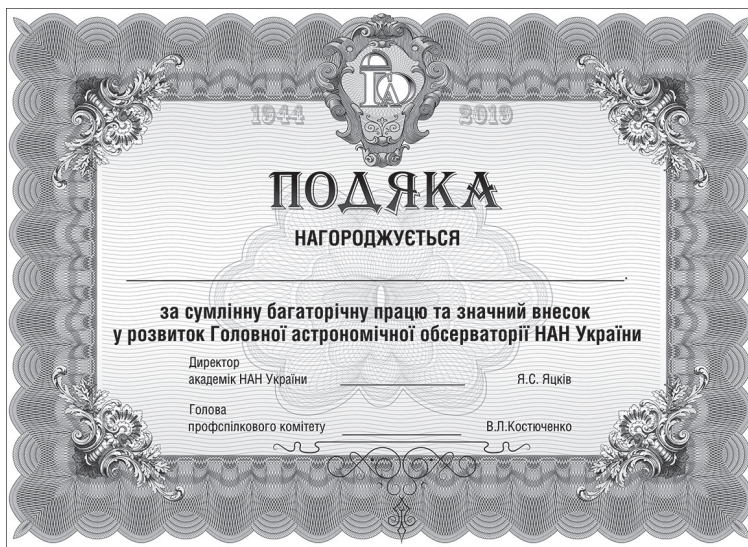 1944 2019
ПОДЯКА
НАГОРОДЖУЄТЬСЯ
за сумлінну багаторічну працю та значний внесок
у розвиток Головної астрономічної обсерваторії НАН України
Директор
академік НАН України Я.С. Яцків
Голова
профспілкового комітету В.Л.Костюченко